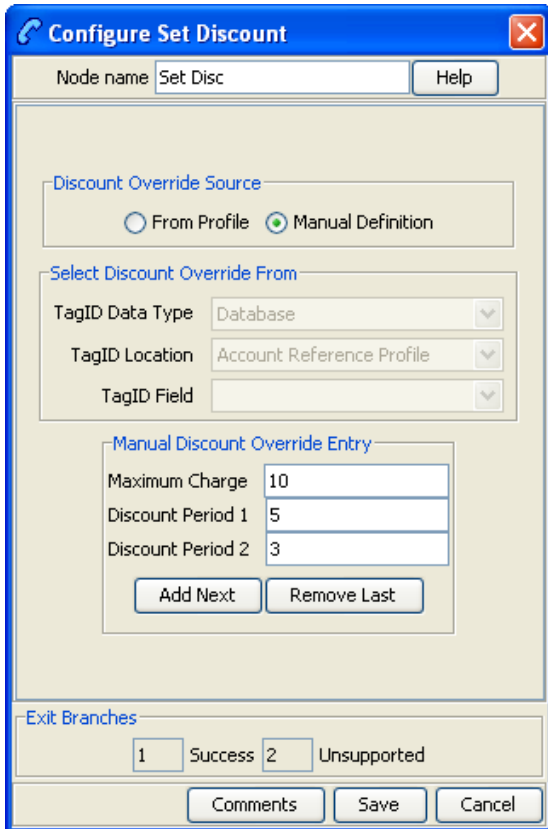 Configure Set Discount
Node name Set Disc Help
Discount Override Source
From Profile Manual Definition
Select Discount Override From
TagID Data Type Database
TagID Location Account Reference Profile
TagID Field
Manual Discount Override Entry
Maximum Charge 10
Discount Period 1 5
Discount Period 2 3
Add Next Remove Last
Exit Branches
1 Success 2 Unsupported
Comments Save Cancel